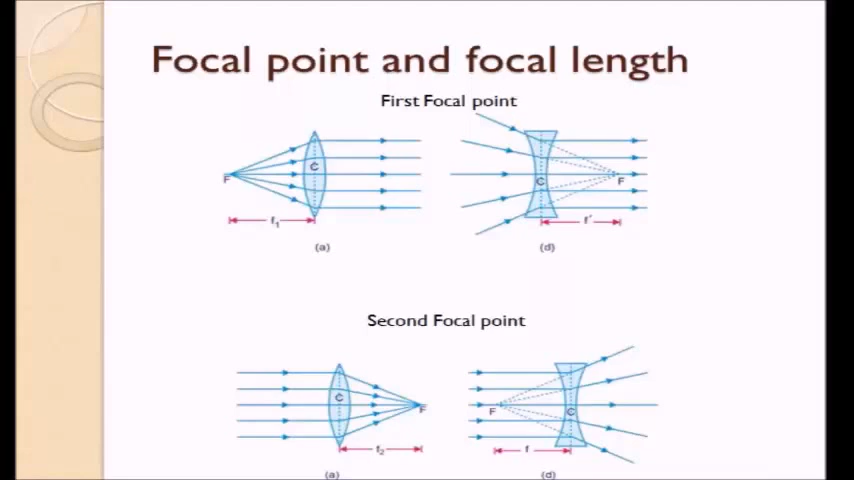 Focal point and focal length
First Focal point
C
F
f₁
(a)
C
F
f'
(d)
Second Focal point
C
F
f₂
(a)
F
C
f
(d)